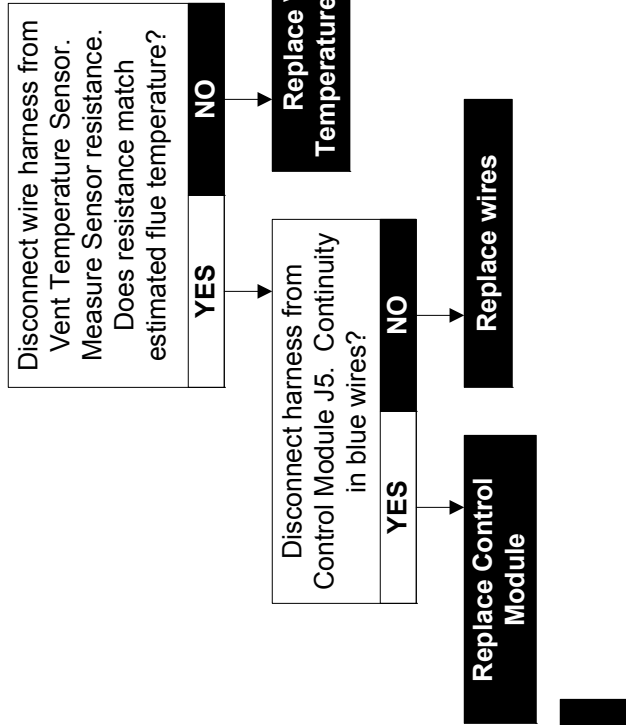 Disconnect wire harness from
Vent Temperature Sensor.
Measure Sensor resistance.
Does resistance match
estimated flue temperature?
YES
NO
Replace
Temperature
Disconnect harness from
Control Module J5. Continuity
in blue wires?
YES
NO
Replace Control
Module
Replace wires